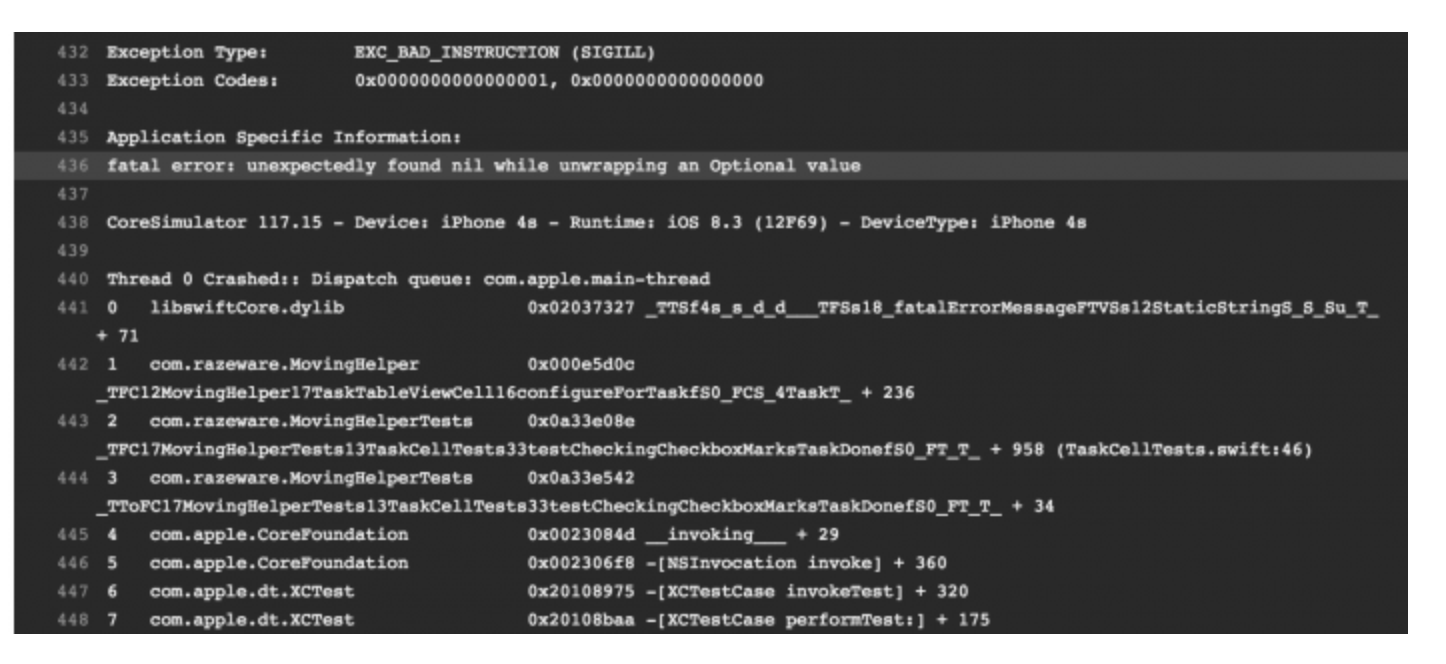 432 Exception Type: EXC_BAD_INSTRUCTION (SIGILL)
433 Exception Codes: 0x0000000000000001, 0x0000000000000000
434
435 Application Specific Information:
436 fatal error: unexpectedly found nil while unwrapping an Optional value
437
438 CoreSimulator 117.15 - Device: iPhone 4s - Runtime: iOS 8.3 (12F69) - DeviceType: iPhone 4s
439
440 Thread 0 Crashed:: Dispatch queue: com.apple.main-thread
441 0 libswiftCore.dylib 0x02037327 _TTSf4s_s_d_d___TFSs18_fatalErrorMessageFTVSs12StaticStringS_S_Su_T_
+ 71
442 1 com.razeware.MovingHelper 0x000e5d0c
_TFC12MovingHelper17TaskTableViewCell16configureForTaskfS0_FCS_4TaskT_ + 236
443 2 com.razeware.MovingHelperTests 0x0a33e08e
_TFC17MovingHelperTests13TaskCellTests33testCheckingCheckboxMarksTaskDonefS0_FT_T_ + 958 (TaskCellTests.swift:46)
444 3 com.razeware.MovingHelperTests 0x0a33e542
_TToFC17MovingHelperTests13TaskCellTests33testCheckingCheckboxMarksTaskDonefS0_FT_T_ + 34
445 4 com.apple.CoreFoundation 0x0023084d __invoking___ + 29
446 5 com.apple.CoreFoundation 0x002306f8 -[NSInvocation invoke] + 360
447 6 com.apple.dt.XCTest 0x20108975 -[XCTestCase invokeTest] + 320
448 7 com.apple.dt.XCTest 0x20108baa -[XCTestCase performTest:] + 175